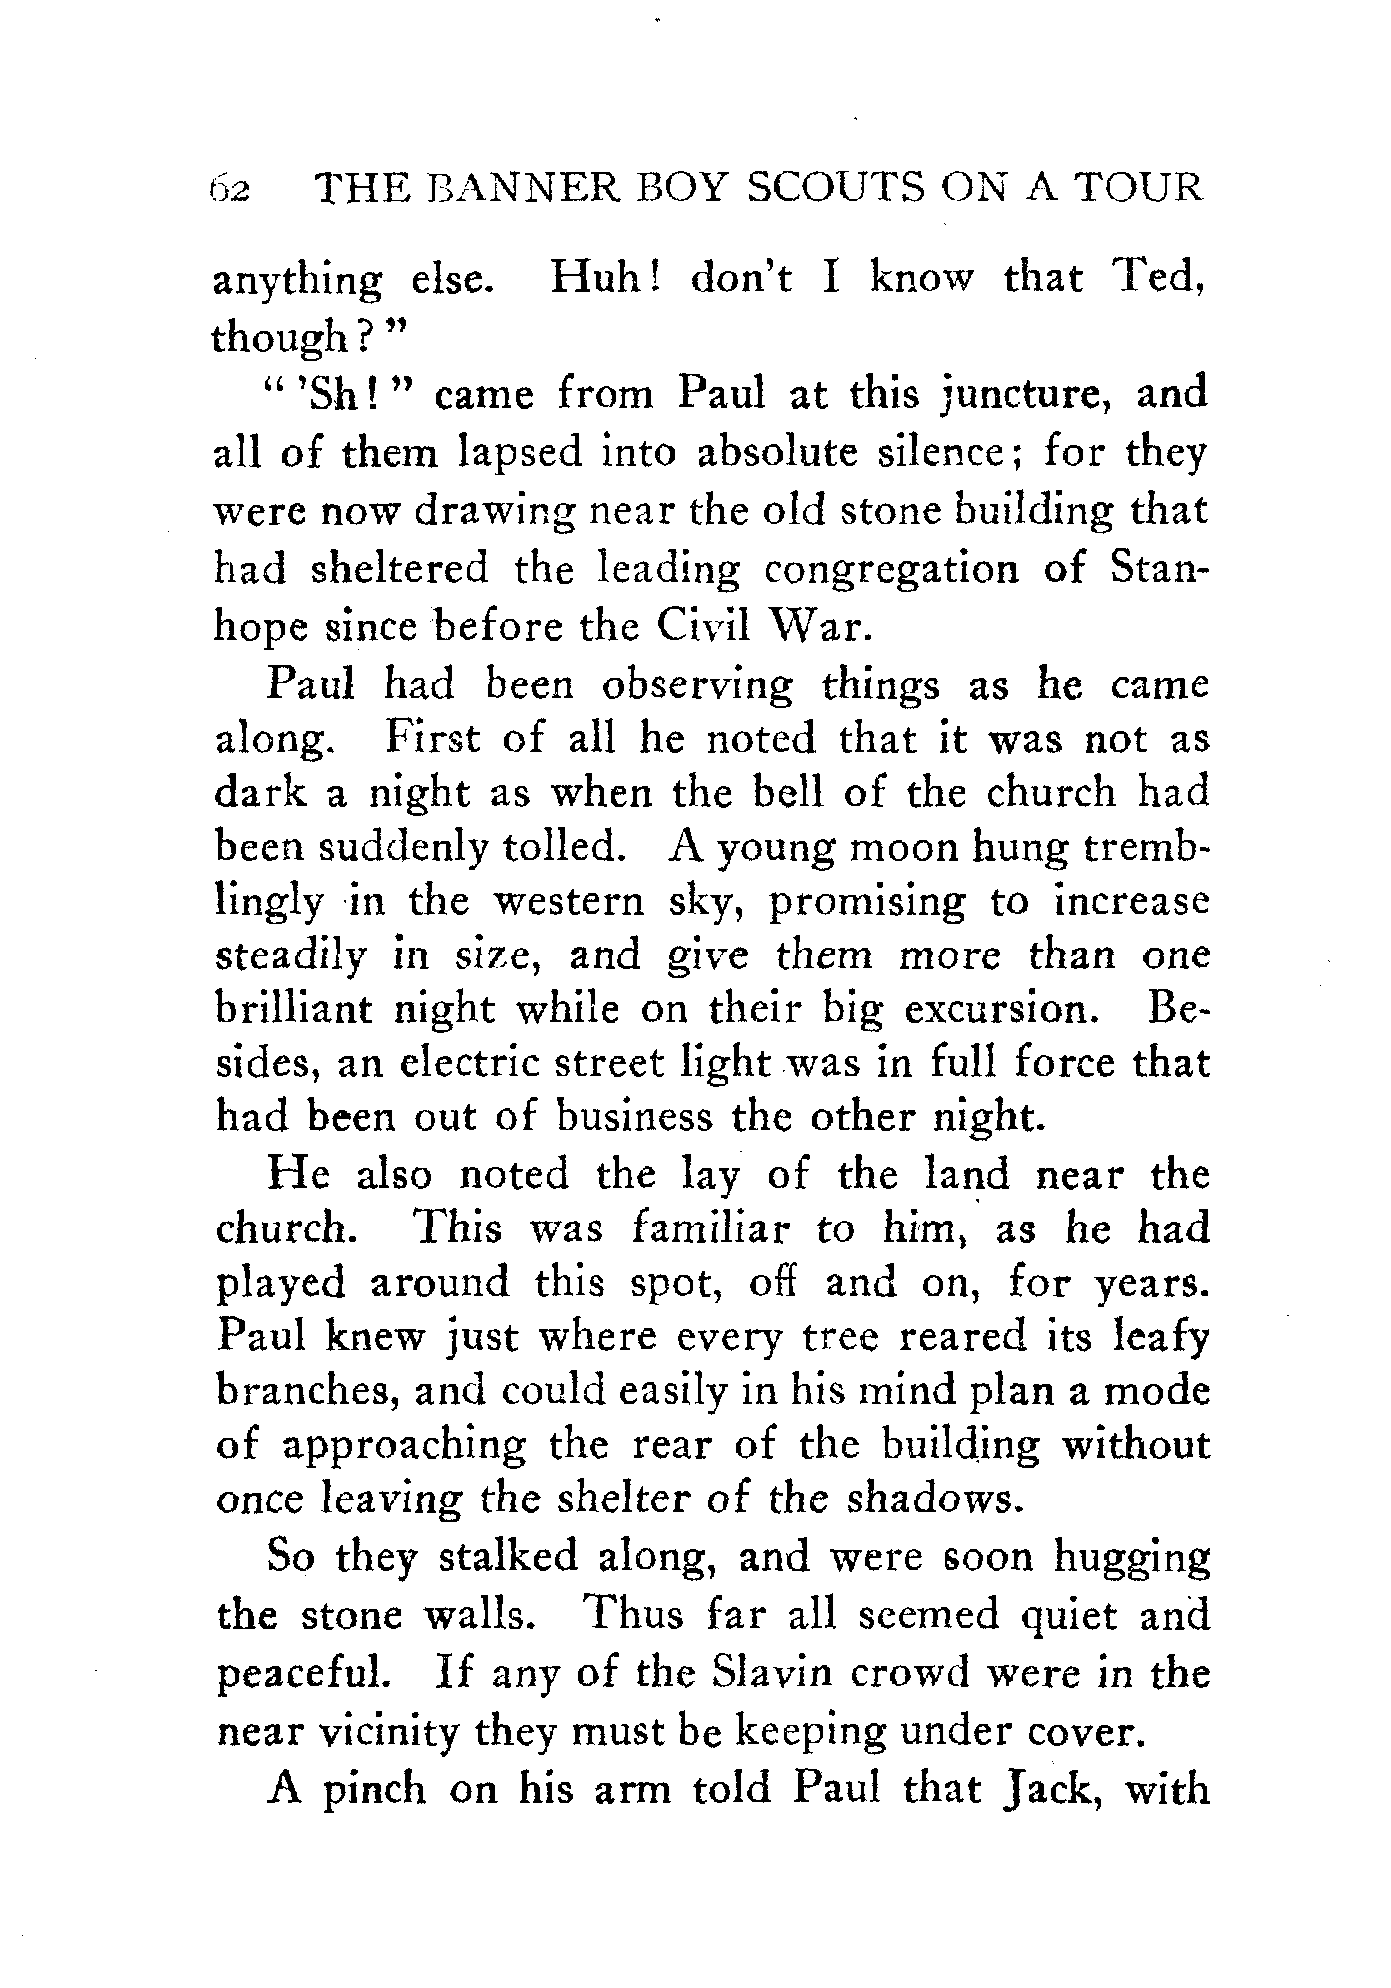 62 THE BANNER BOY SCOUTS ON A TOUR
anything else. Huh! don't I know that Ted,
though?"
"'Sh!" came from Paul at this juncture, and
all of them lapsed into absolute silence; for they
were now drawing near the old stone building that
had sheltered the leading congregation of Stan-
hope since before the Civil War.
Paul had been observing things as he came
along. First of all he noted that it was not as
dark a night as when the bell of the church had
been suddenly tolled. A young moon hung tremb-
lingly in the western sky, promising to increase
steadily in size, and give them more than one
brilliant night while on their big excursion. Be-
sides, an electric street light was in full force that
had been out of business the other night.
He also noted the lay of the land near the
church. This was familiar to him, as he had
played around this spot, off and on, for years.
Paul knew just where every tree reared its leafy
branches, and could easily in his mind plan a mode
of approaching the rear of the building without
once leaving the shelter of the shadows.
So they stalked along, and were soon hugging
the stone walls. Thus far all seemed quiet and
peaceful. If any of the Slavin crowd were in the
near vicinity they must be keeping under cover.
A pinch on his arm told Paul that Jack, with